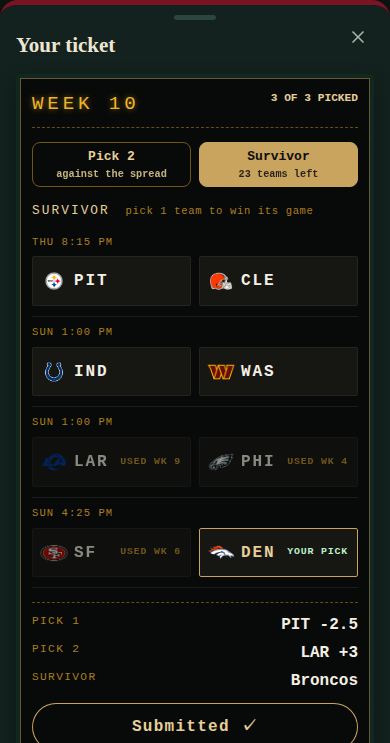 Your ticket
WEEK 10
3 OF 3 PICKED
Pick 2
against the spread
Survivor
23 teams left
SURVIVOR pick 1 team to win its game
THU 8:15 PM
PIT
CLE
SUN 1:00 PM
IND
WAS
SUN 1:00 PM
LAR USED WK 9
PHI USED WK 4
SUN 4:25 PM
SF USED WK 6
DEN YOUR PICK
PICK 1 PIT -2.5
PICK 2 LAR +3
SURVIVOR Broncos
Submitted ✓